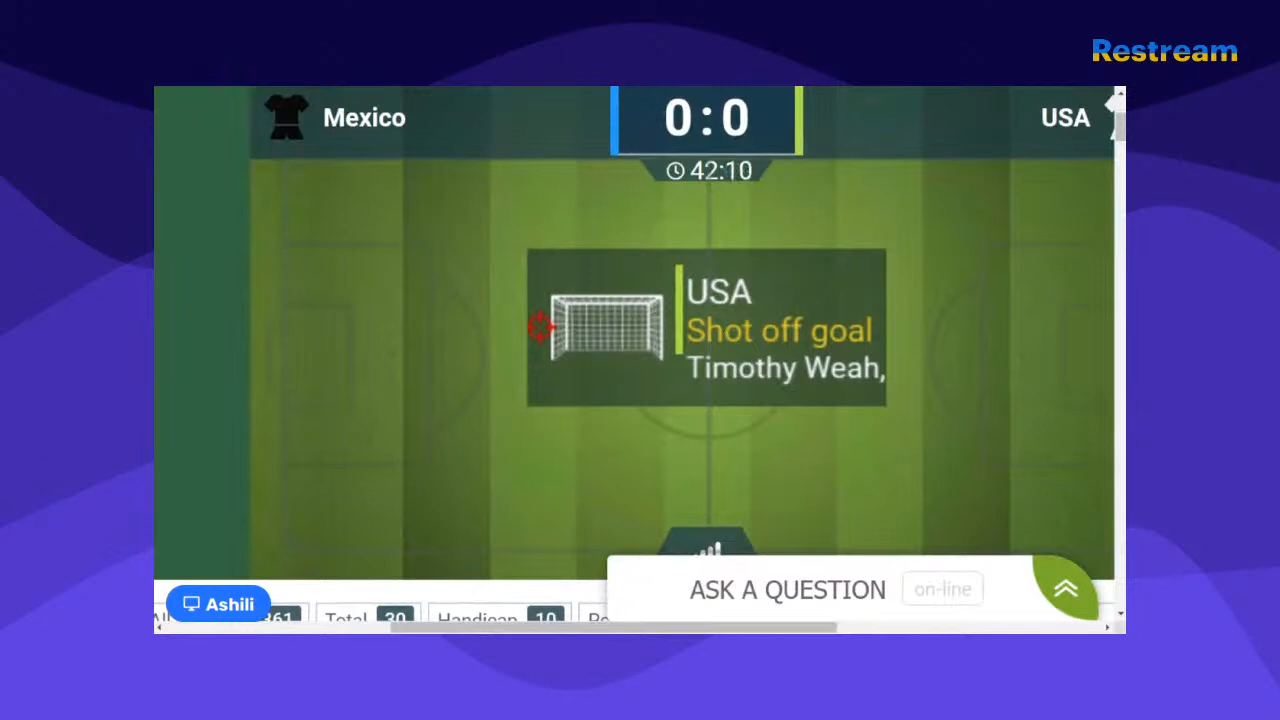 Restream
Mexico
0:0
USA
42:10
USA
Shot off goal
Timothy Weah,
ASK A QUESTION
on-line
Ashili
Total 30
Handicap 10